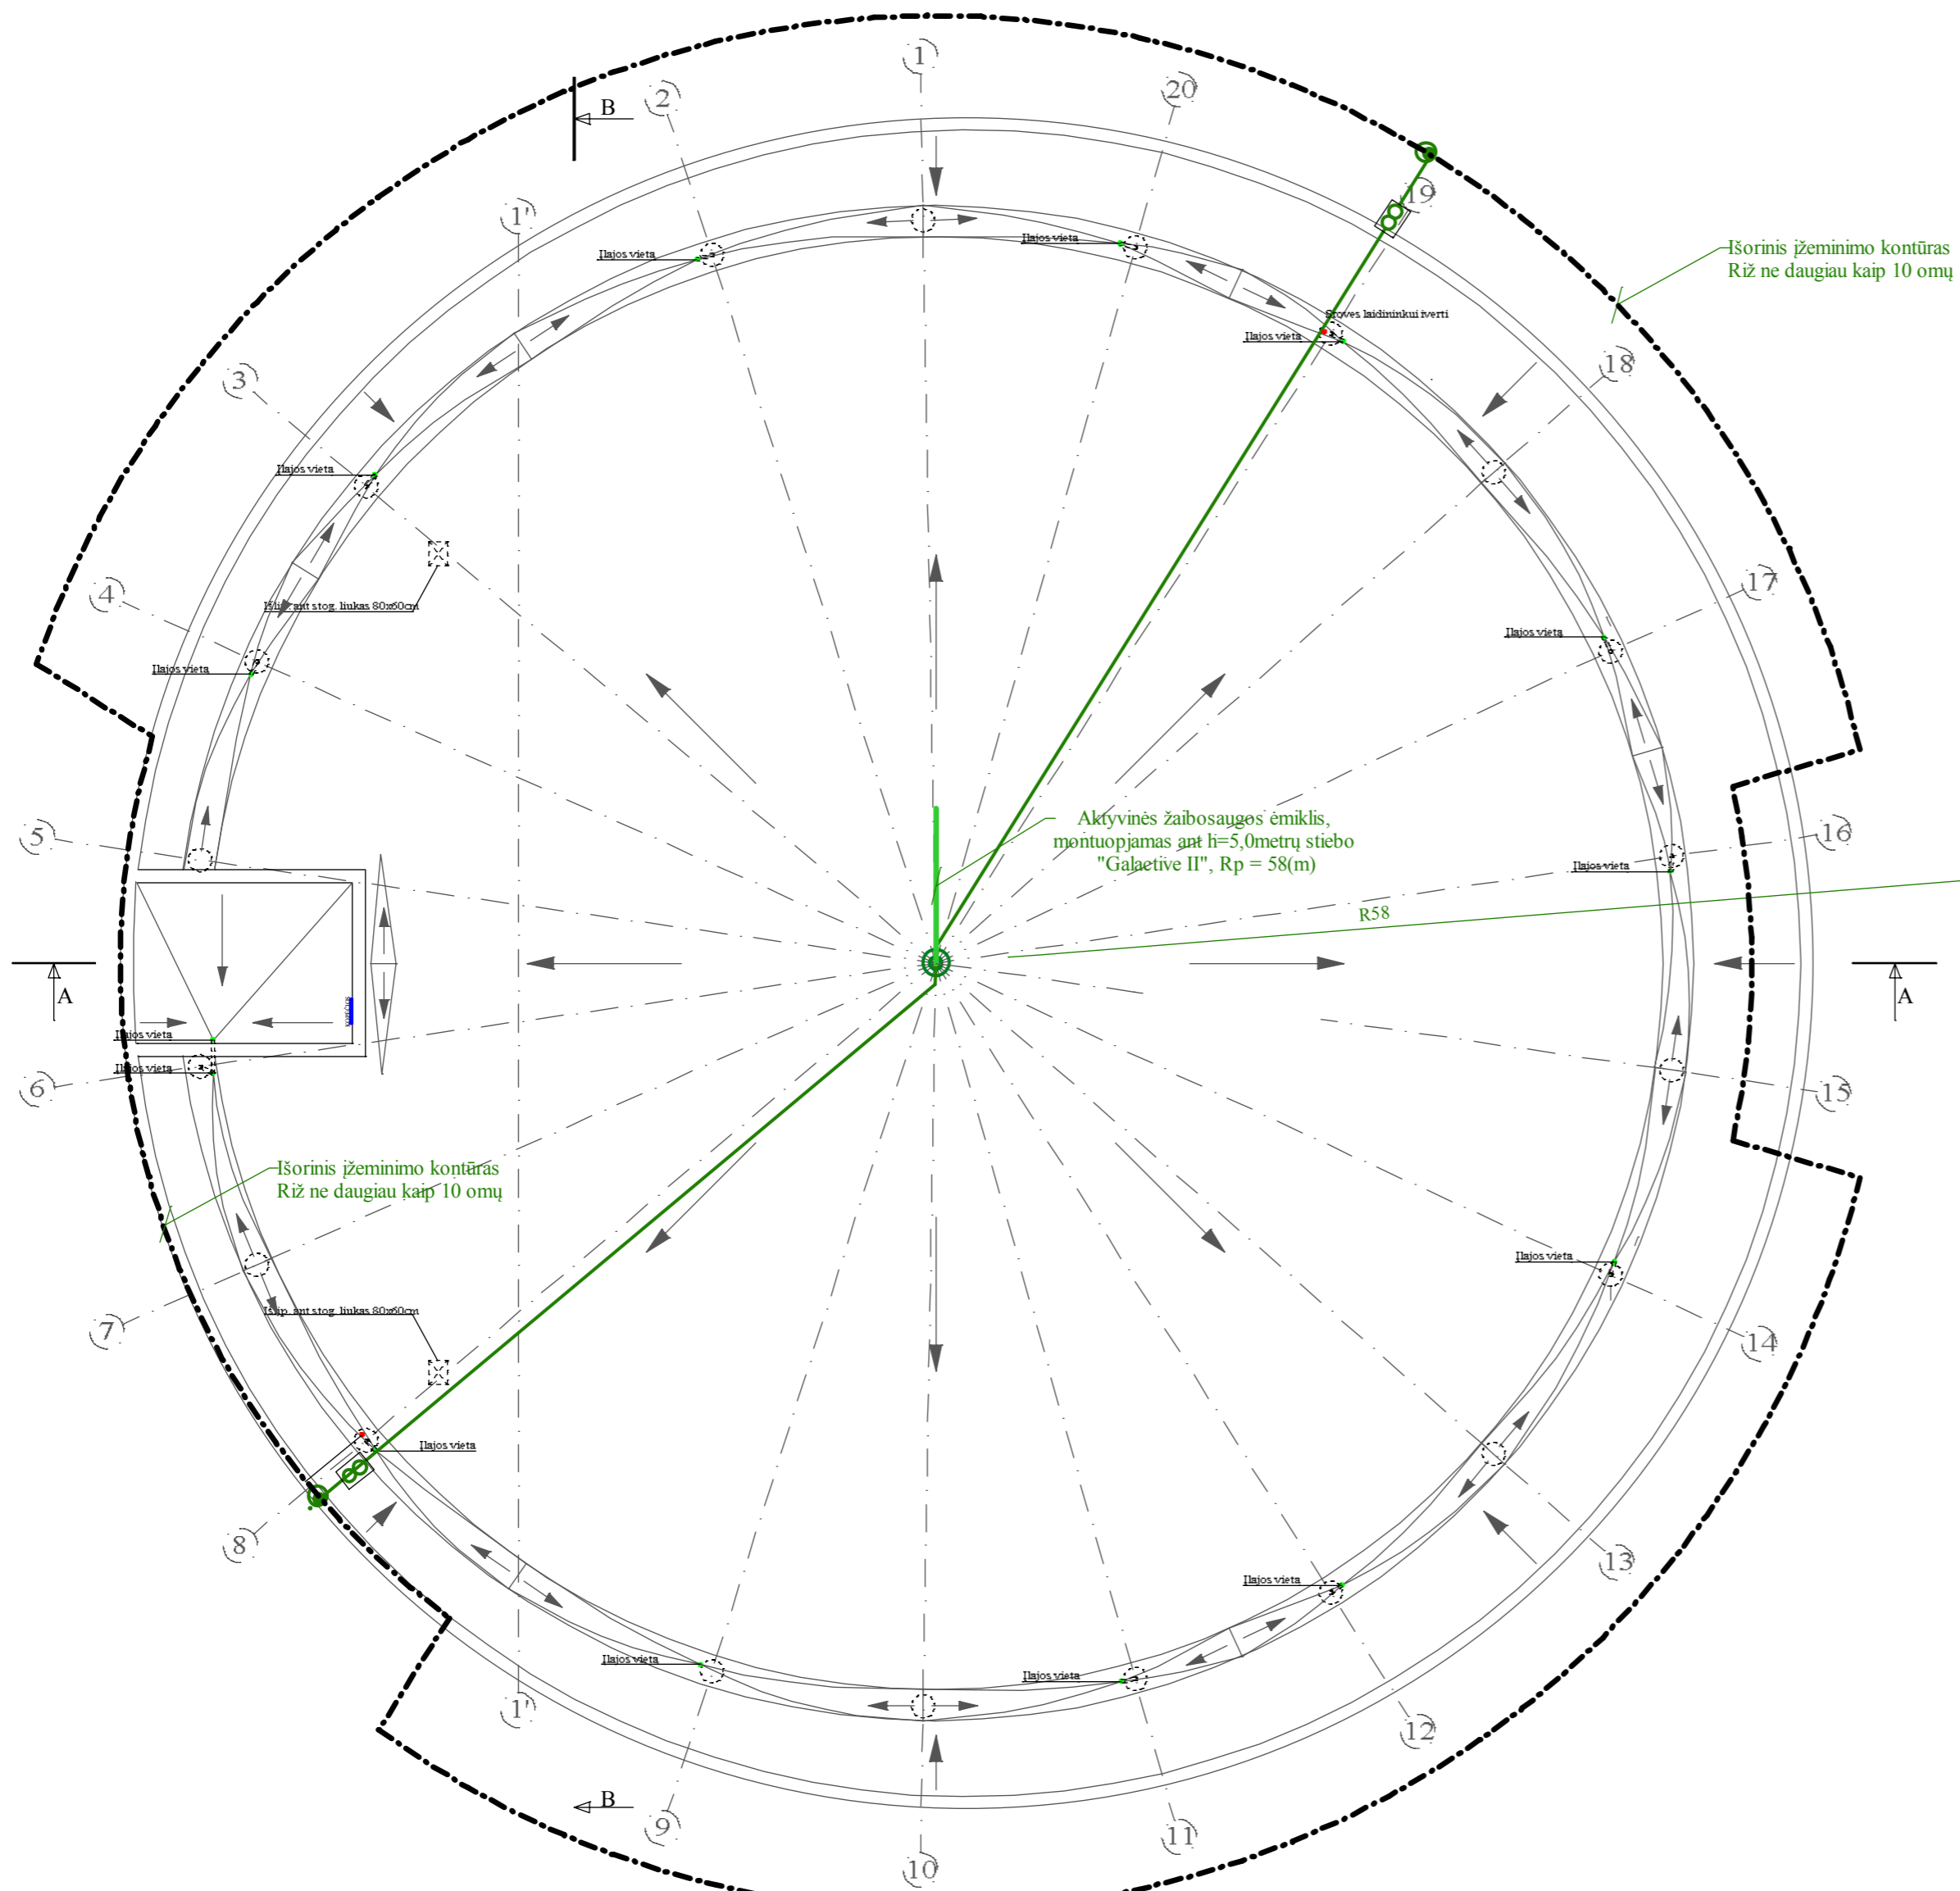 1
20
2
B
19
1'
Įlajos vieta
Įlajos vieta
Išorinis įžeminimo kontūras
Riž ne daugiau kaip 10 omų
Srovės laidininkui įverti
Įlajos vieta
18
3
Įlajos vieta
4
17
stog. liukas 80x60cm
Įlajos vieta
Įlajos vieta
5
Aktyvinės žaibosaugos ėmiklis,
montuopjamas ant h=5,0metrų stiebo
"Galactive II", Rp = 58(m)
16
Įlajos vieta
R58
A
A
Įlajos vieta
Įlajos vieta
6
15
Išorinis įžeminimo kontūras
Riž ne daugiau kaip 10 omų
Įlajos vieta
7
ant stog. liukas 80x60cm
14
Įlajos vieta
8
13
Įlajos vieta
Įlajos vieta
Įlajos vieta
1'
12
B
9
11
10